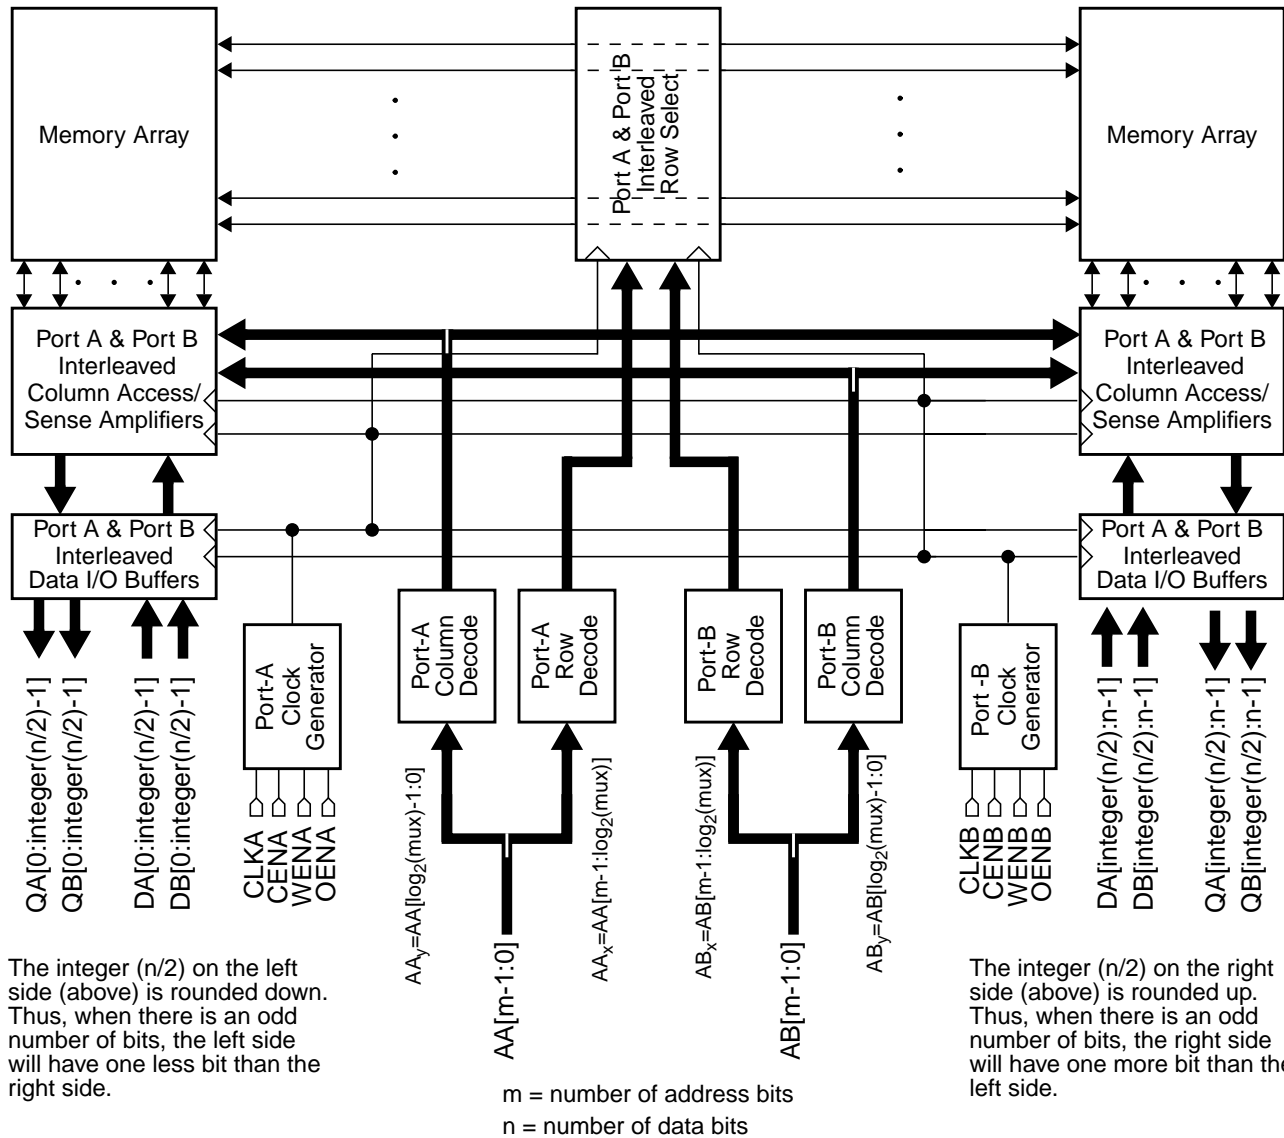 Memory Array
Port A & Port B
Interleaved
Row Select
Memory Array
Port A & Port B
Interleaved
Column Access/
Sense Amplifiers
Port A & Port B
Interleaved
Column Access/
Sense Amplifiers
Port A & Port B
Interleaved
Data I/O Buffers
Port A & Port B
Interleaved
Data I/O Buffers
Port-A
Clock
Generator
Port-A
Column
Decode
Port-A
Row
Decode
Port-B
Row
Decode
Port-B
Column
Decode
Port -B
Clock
Generator
QA[0:integer(n/2)-1]
QB[0:integer(n/2)-1]
DA[0:integer(n/2)-1]
DB[0:integer(n/2)-1]
CLKA
CENA
WENA
OENA
AAy=AA[log2(mux)-1:0]
AA[m-1:0]
AAx=AA[m-1:log2(mux)]
ABx=AB[m-1:log2(mux)]
AB[m-1:0]
ABy=AB[log2(mux)-1:0]
CLKB
CENB
WENB
OENB
DA[integer(n/2):n-1]
DB[integer(n/2):n-1]
QA[integer(n/2):n-1]
QB[integer(n/2):n-1]
The integer (n/2) on the left
side (above) is rounded down.
Thus, when there is an odd
number of bits, the left side
will have one less bit than the
right side.
The integer (n/2) on the right
side (above) is rounded up.
Thus, when there is an odd
number of bits, the right side
will have one more bit than the
left side.
m = number of address bits
n = number of data bits